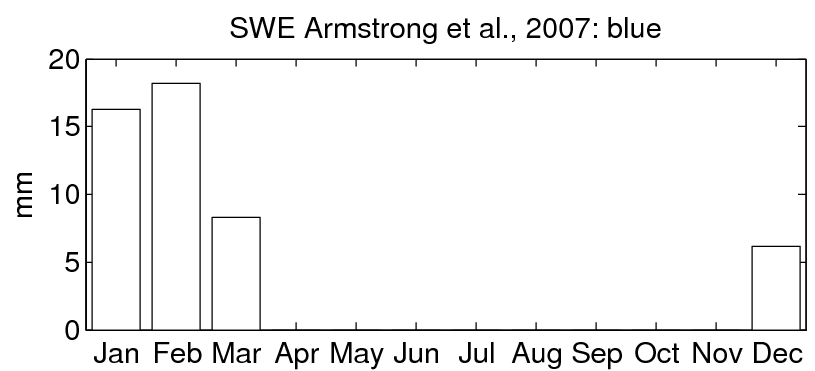 SWE Armstrong et al., 2007: blue
20
15
10
5
0
mm
Jan Feb Mar Apr May Jun Jul Aug Sep Oct Nov Dec